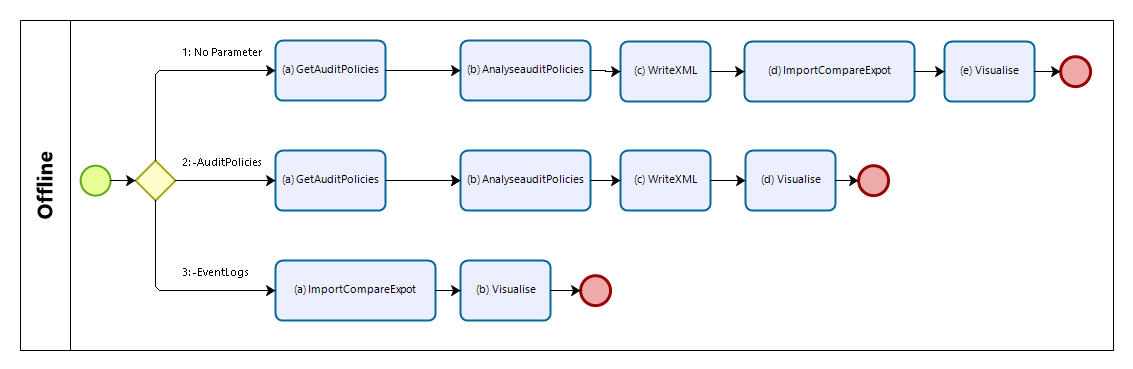 Offline
1: No Parameter
(a) GetAuditPolicies
(b) AnalyseauditPolicies
(c) WriteXML
(d) ImportCompareExpot
(e) Visualise
2: -AuditPolicies
(a) GetAuditPolicies
(b) AnalyseauditPolicies
(c) WriteXML
(d) Visualise
3: -EventLogs
(a) ImportCompareExpot
(b) Visualise